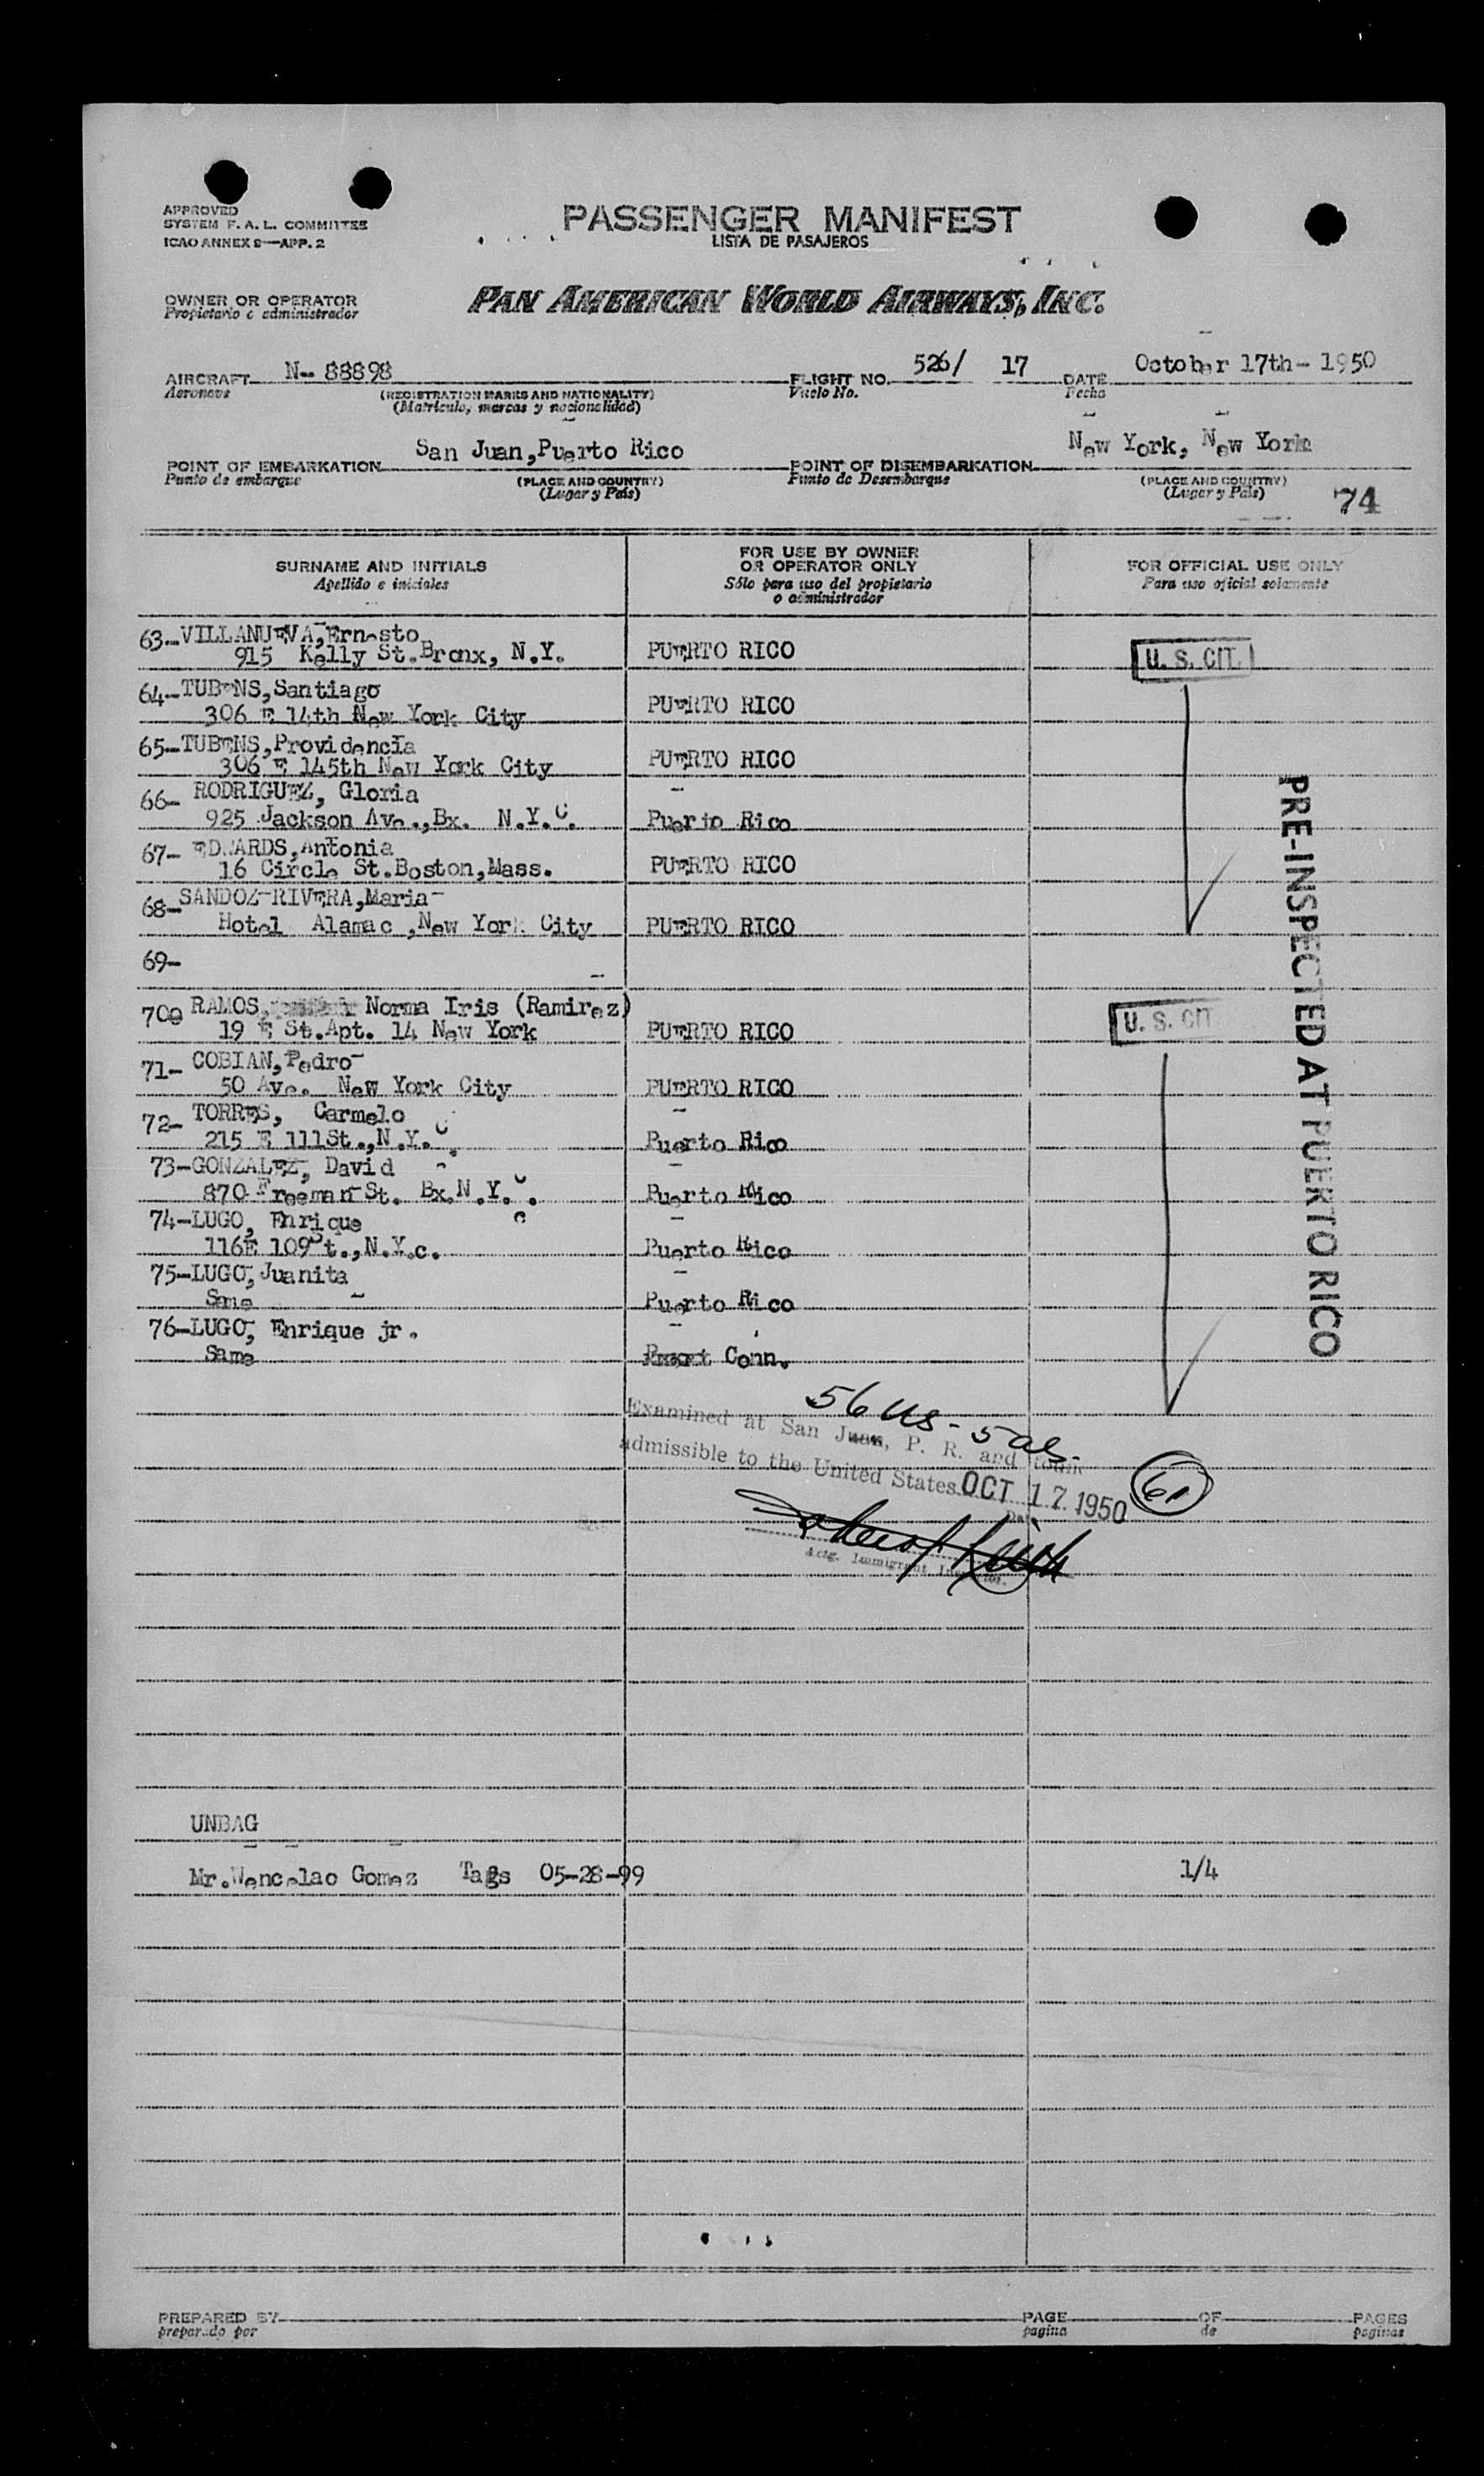 APPROVED
SYSTEM F. A. L. COMMITTEE
ICAO ANNEX 9—APP. 2
PASSENGER MANIFEST
LISTA DE PASAJEROS
OWNER OR OPERATOR
Propietario o administrador
PAN AMERICAN WORLD AIRWAYS, INC.
AIRCRAFT N-- 88898 FLIGHT NO. 526/ 17 DATE October 17th- 1950
Aeronave (REGISTRATION MARKS AND NATIONALITY) Vuelo No. Fecha
(Matricula, marcas y nacionalidad)
POINT OF EMBARKATION San Juan,Puerto Rico POINT OF DISEMBARKATION New York, New York
Punto de embarque (PLACE AND COUNTRY) Punto de Desembarque (PLACE AND COUNTRY)
(Lugar y País) (Lugar y País) 74
SURNAME AND INITIALS FOR USE BY OWNER OR OPERATOR ONLY FOR OFFICIAL USE ONLY
Apellido e iniciales Sólo para uso del propietario o administrador Para uso oficial solamente
63--VILLANUEVA,Ernesto
915 Kelly St.Bronx, N.Y. PUERTO RICO U. S. CIT.
64--TUBENS,Santiago
306 E 14th New York City PUERTO RICO
65--TUBENS,Providencia
306 E 145th New York City PUERTO RICO
66- RODRIGUEZ, Gloria
925 Jackson Ave.,Bx. N.Y.C. Puerto Rico
67- EDWARDS,Antonia
16 Circle St.Boston,Mass. PUERTO RICO
68-SANDOZ-RIVERA,Maria
Hotel Alamac ,New York City PUERTO RICO
69-
700 RAMOS, Norma Iris (Ramirez)
19 E St.Apt. 14 New York PUERTO RICO U. S. CIT
71- COBIAN,Pedro
50 Ave. New York City PUERTO RICO
72- TORRES, Carmelo
215 E 111St.,N.Y.C PUERTO Rico
73-GONZALEZ, David
870 Freeman St. Bx.N.Y.C. Puerto Rico
74-LUGO, Enrique
116E 109St.,N.Y.c. Puerto Rico
75-LUGO, Juanita
Same Puerto Rico
76-LUGO, Enrique jr.
Same Conn.
PRE-INSPECTED AT PUERTO RICO
56 us - 5 als-
Examined at San Juan, P. R. and found
admissible to the United States OCT 17 1950
61
Date
Actg. Immigrant Inspector.
UNBAG
Mr.Wencelao Gomez Tags 05-28-99 1/4
PREPARED BY PAGE OF PAGES
preparado por pagina de paginas